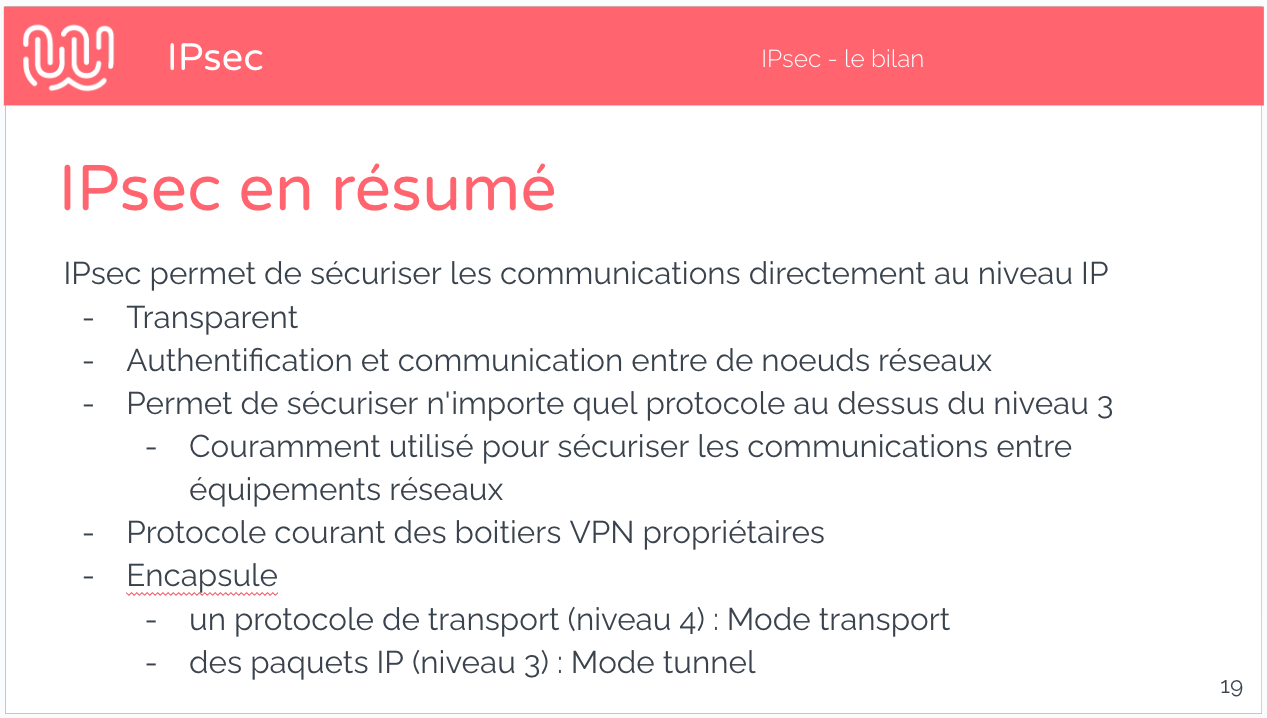 IPsec
IPsec - le bilan
IPsec en résumé
IPsec permet de sécuriser les communications directement au niveau IP
- Transparent
- Authentification et communication entre de noeuds réseaux
- Permet de sécuriser n'importe quel protocole au dessus du niveau 3
- Couramment utilisé pour sécuriser les communications entre
équipements réseaux
- Protocole courant des boitiers VPN propriétaires
- Encapsule
- un protocole de transport (niveau 4) : Mode transport
- des paquets IP (niveau 3) : Mode tunnel
19